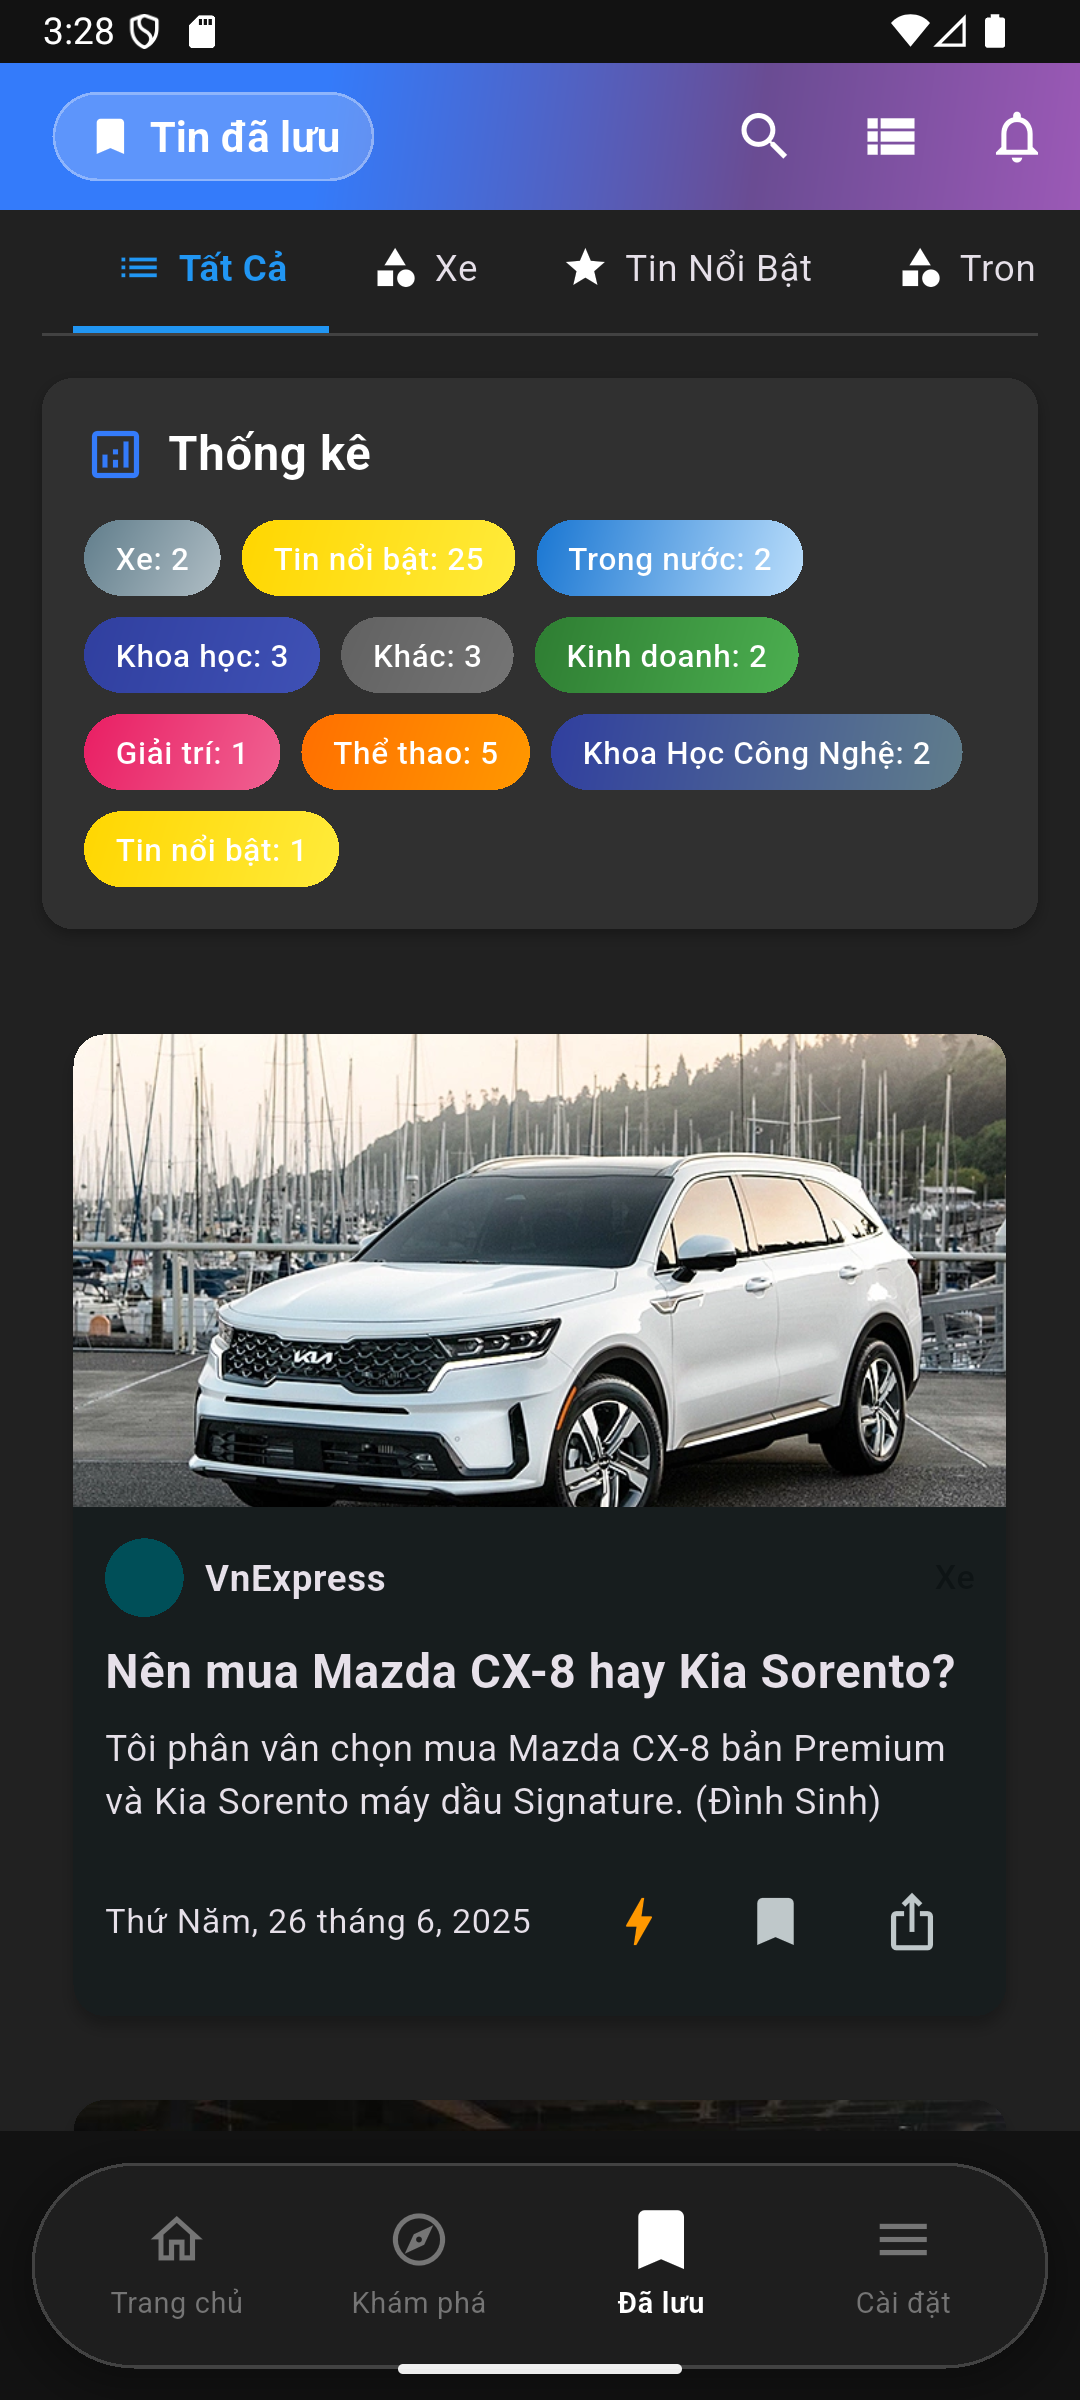 3:28
Tin đã lưu
Tất Cả
Xe
Tin Nổi Bật
Tron
Thống kê
Xe: 2
Tin nổi bật: 25
Trong nước: 2
Khoa học: 3
Khác: 3
Kinh doanh: 2
Giải trí: 1
Thể thao: 5
Khoa Học Công Nghệ: 2
Tin nổi bật: 1
KIA
VnExpress
Xe
Nên mua Mazda CX-8 hay Kia Sorento?
Tôi phân vân chọn mua Mazda CX-8 bản Premium
và Kia Sorento máy dầu Signature. (Đình Sinh)
Thứ Năm, 26 tháng 6, 2025
Trang chủ
Khám phá
Đã lưu
Cài đặt